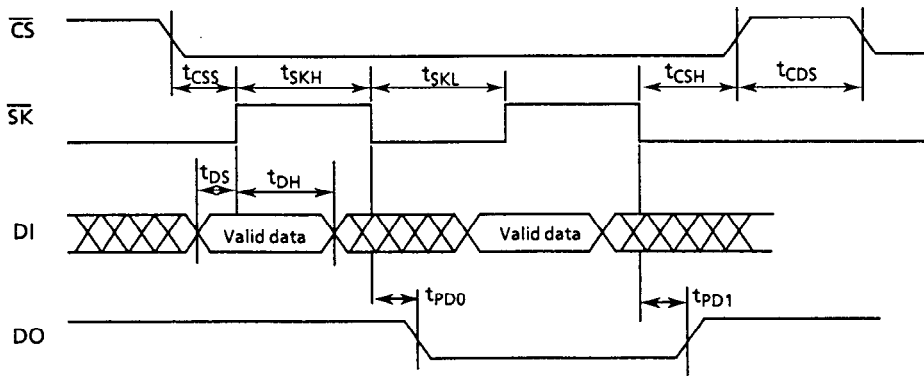 CS
tCSS tSKH tSKL tCSH tCDS
SK
tDS tDH
DI Valid data Valid data
tPD0 tPD1
DO